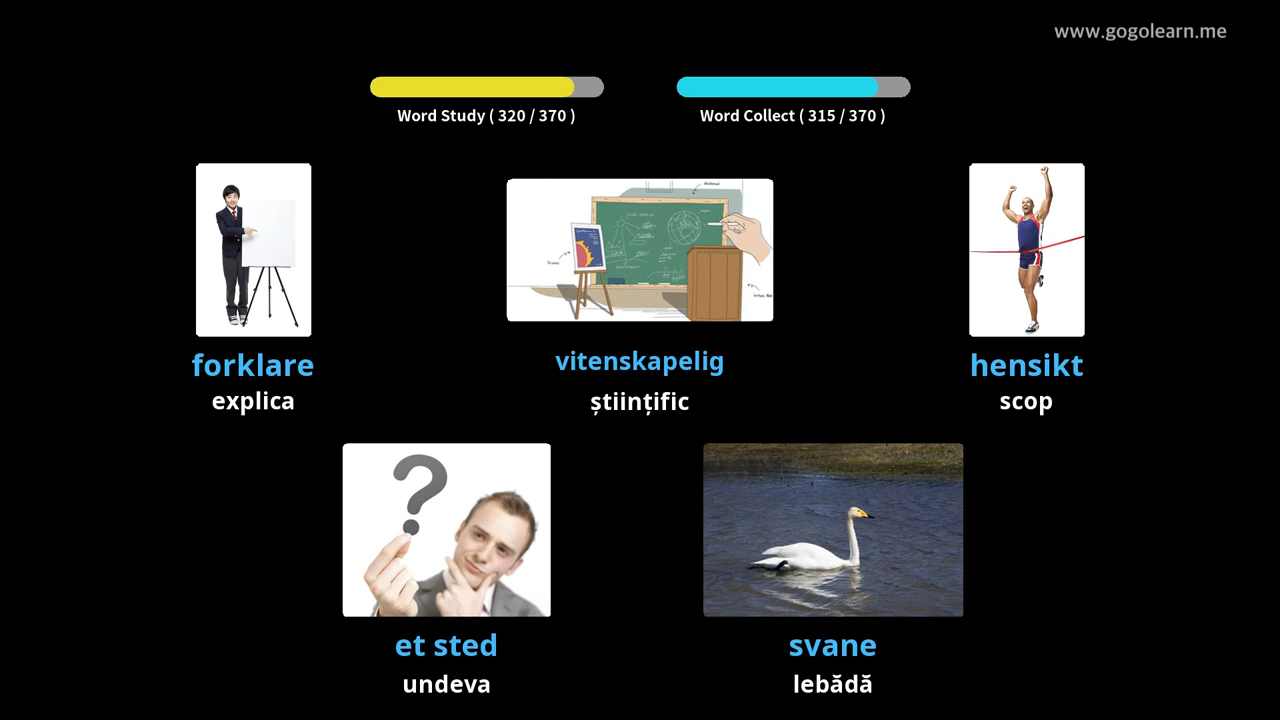 www.gogolearn.me
Word Study ( 320 / 370 )
Word Collect ( 315 / 370 )
forklare
explica
vitenskapelig
științific
hensikt
scop
et sted
undeva
svane
lebădă